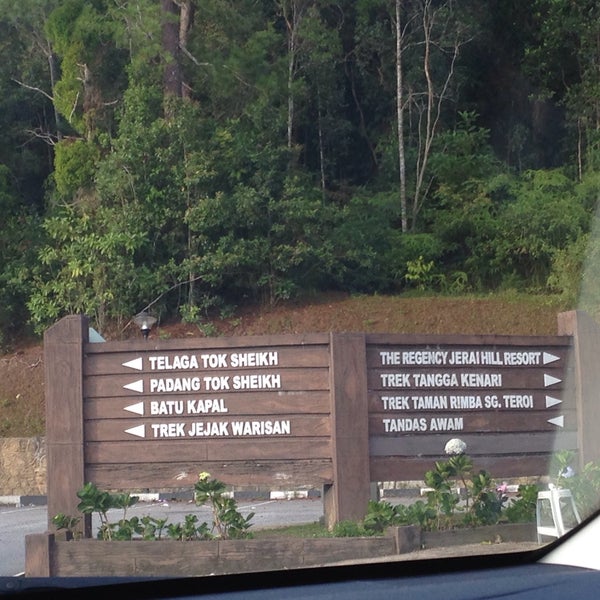 TELAGA TOK SHEIKH
PADANG TOK SHEIKH
BATU KAPAL
TREK JEJAK WARISAN
THE REGENCY JERAI HILL RESORT
TREK TANGGA KENARI
TREK TAMAN RIMBA SG. TEROI
TANDAS AWAM